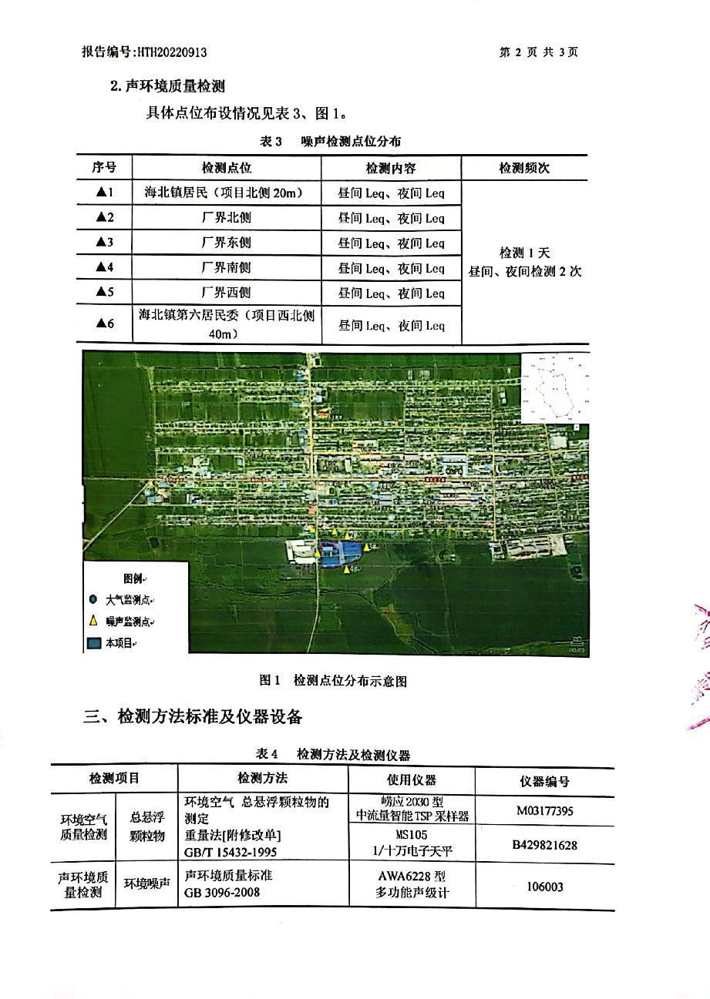 报告编号:HTH20220913
第 2 页 共 3 页
2. 声环境质量检测
具体点位布设情况见表 3、图 1。
表 3 噪声检测点位分布
序号 检测点位 检测内容 检测频次
▲1 海北镇居民（项目北侧 20m） 昼间 Leq、夜间 Leq
▲2 厂界北侧 昼间 Leq、夜间 Leq
▲3 厂界东侧 昼间 Leq、夜间 Leq
检测 1 天
昼间、夜间检测 2 次
▲4 厂界南侧 昼间 Leq、夜间 Leq
▲5 厂界西侧 昼间 Leq、夜间 Leq
▲6 海北镇第六居民委（项目西北侧
40m） 昼间 Leq、夜间 Leq
图例
大气监测点
噪声监测点
本项目
图 1 检测点位分布示意图
三、检测方法标准及仪器设备
表 4 检测方法及检测仪器
检测项目 检测方法 使用仪器 仪器编号
环境空气
质量检测
总悬浮
颗粒物
环境空气 总悬浮颗粒物的
测定
重量法[附修改单]
GB/T 15432-1995
崂应 2030 型
中流量智能 TSP 采样器
M03177395
MS105
1/十万电子天平
B429821628
声环境质
量检测
环境噪声
声环境质量标准
GB 3096-2008
AWA6228 型
多功能声级计
106003